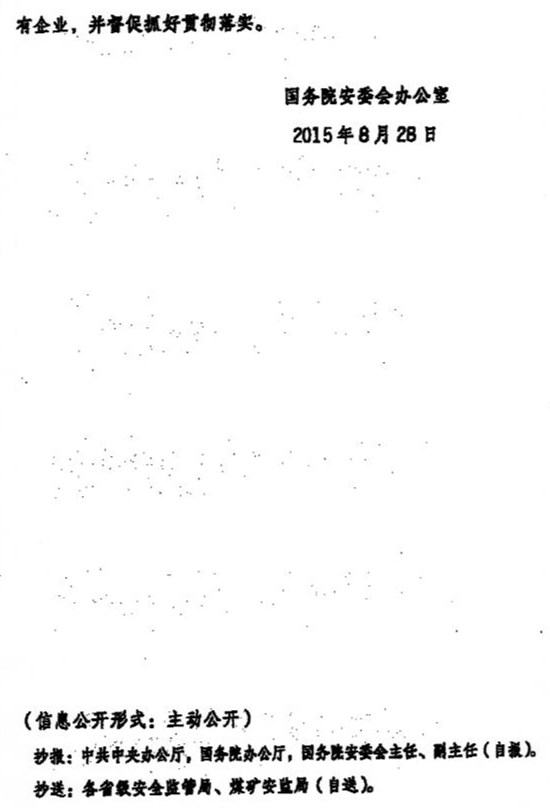 有企业，并督促抓好贯彻落实。
国务院安委会办公室
2015年8月28日
（信息公开形式：主动公开）
抄报：中共中央办公厅，国务院办公厅，国务院安委会主任、副主任（自报）。
抄送：各省级安全监管局、煤矿安监局（自送）。